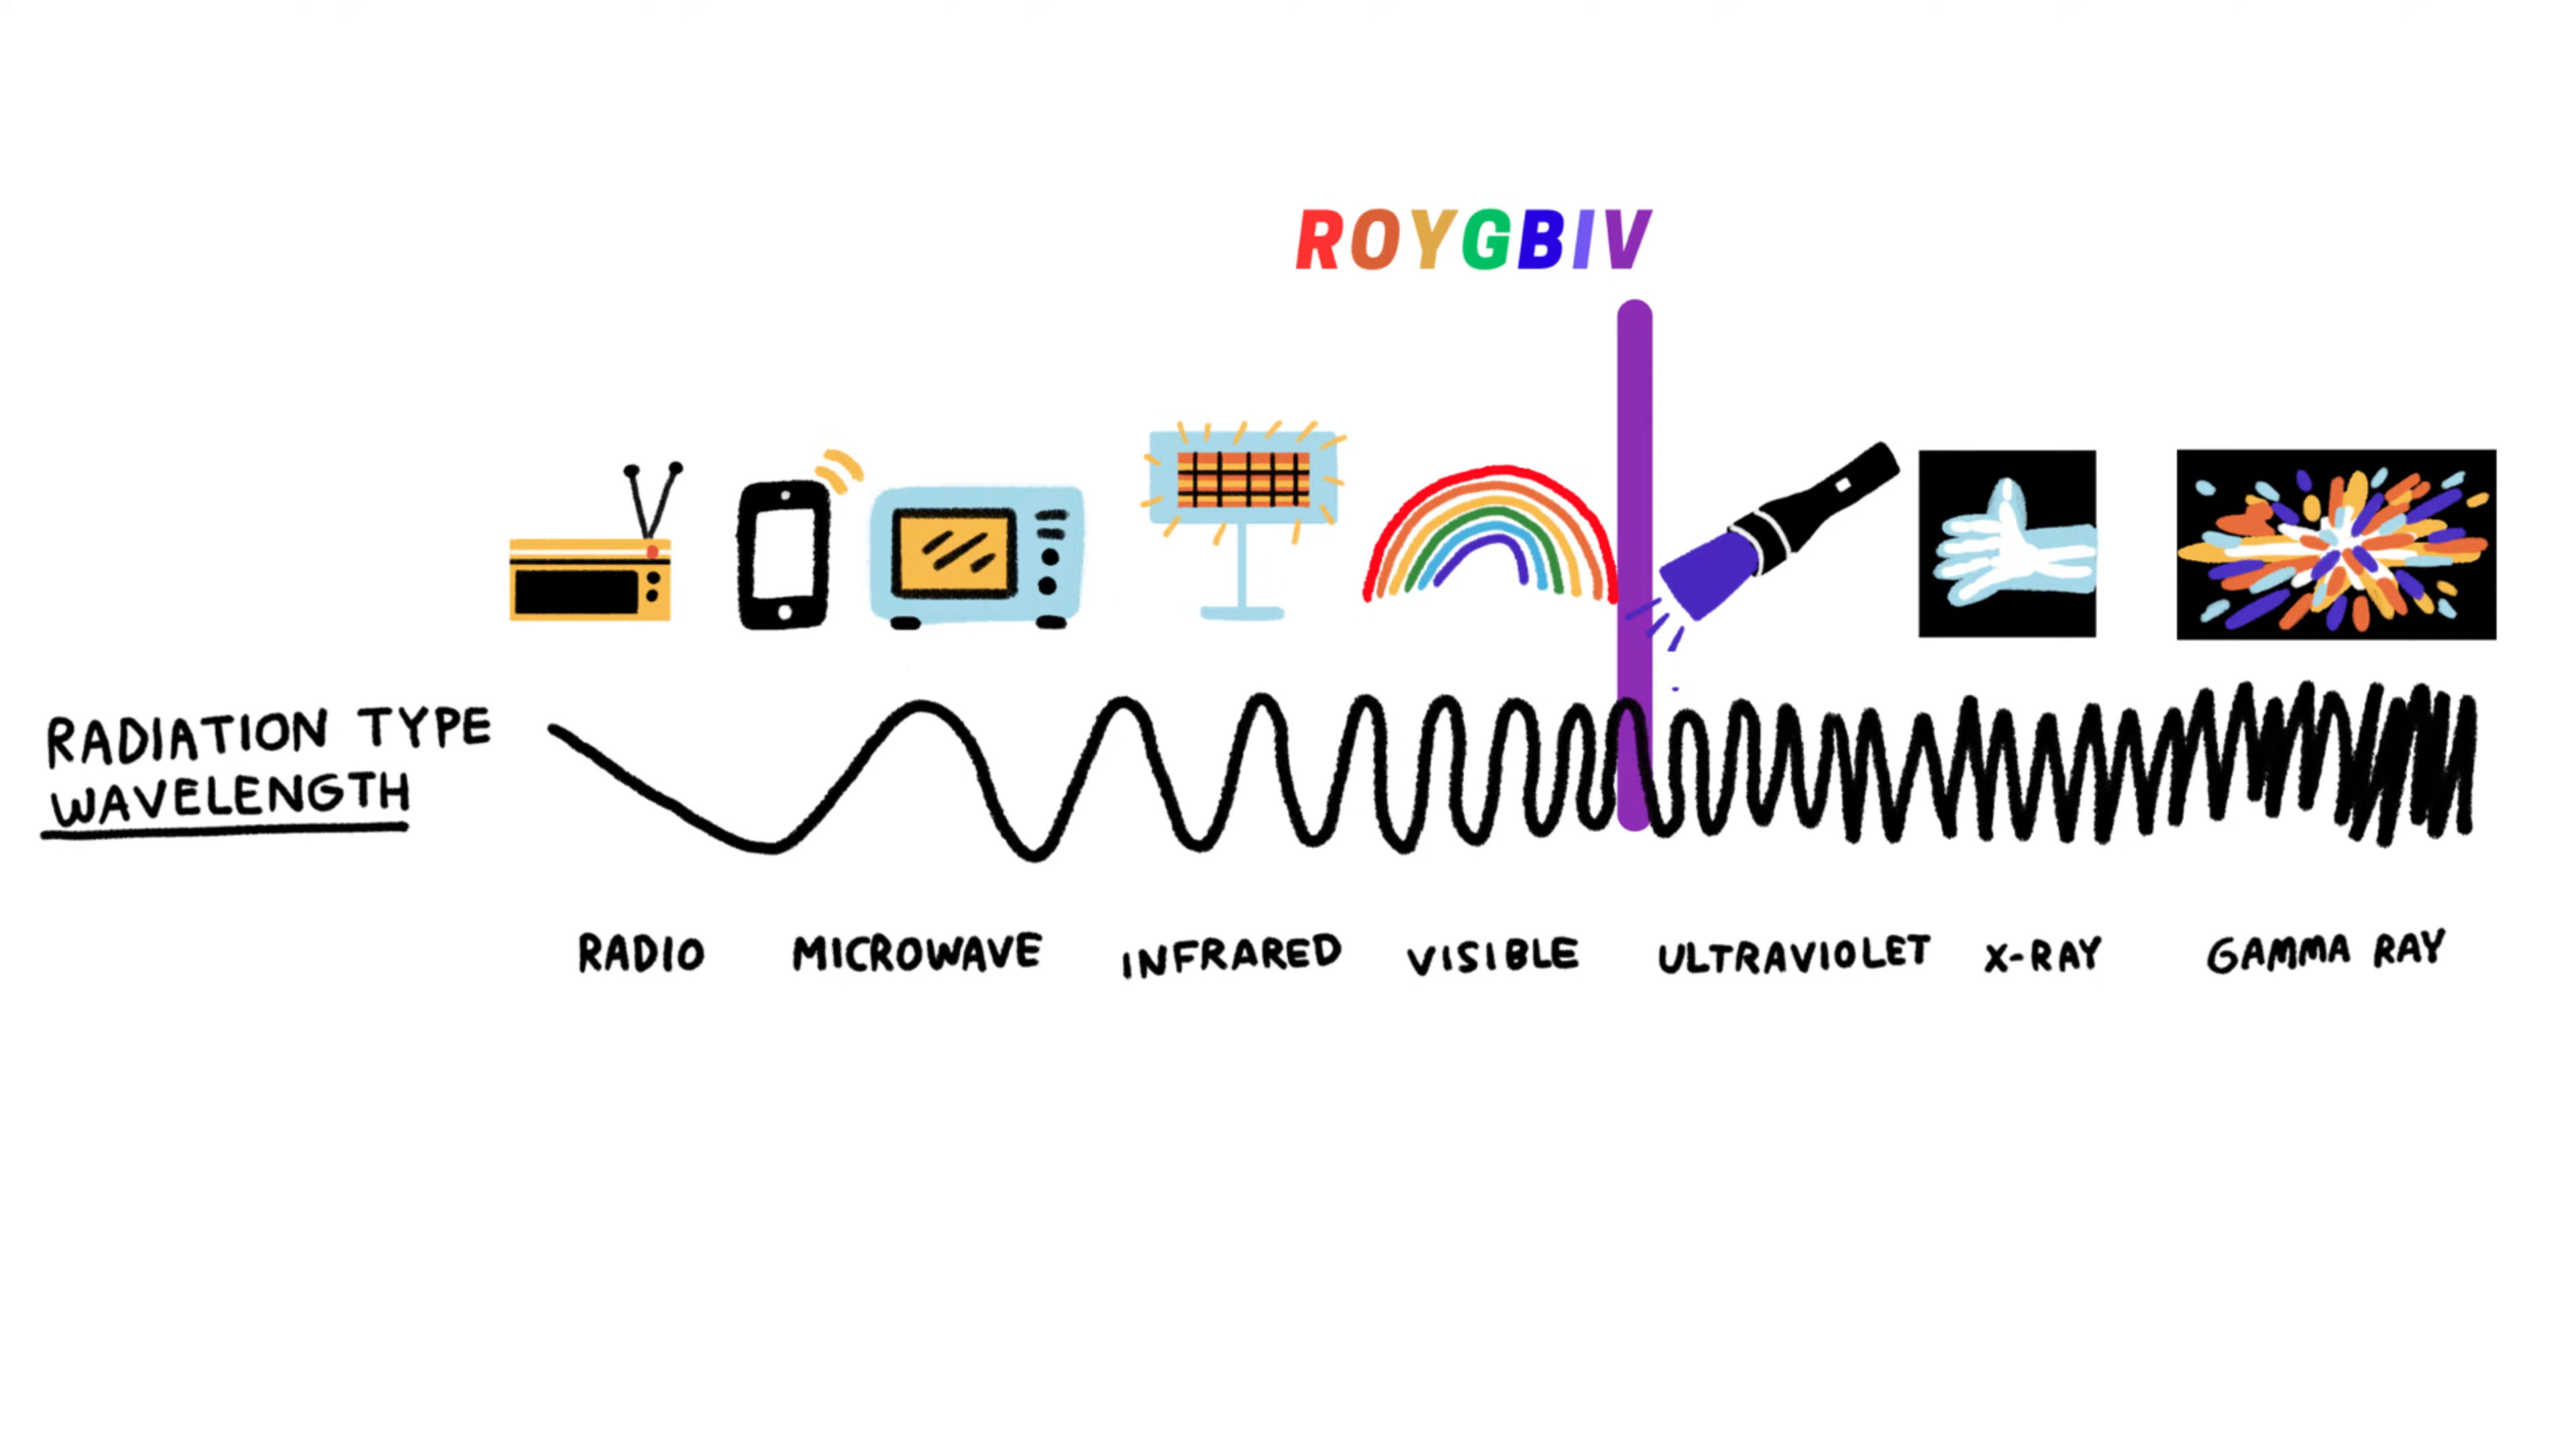 ROYGBIV
RADIATION TYPE
WAVELENGTH
RADIO MICROWAVE INFRARED VISIBLE ULTRAVIOLET X-RAY GAMMA RAY